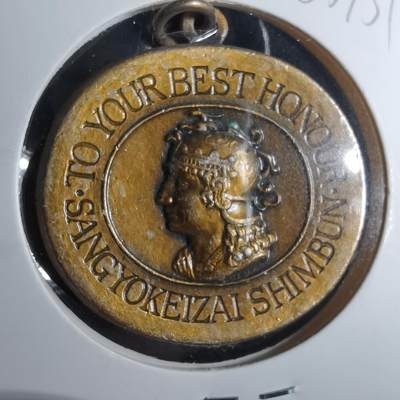 · TO YOUR BEST HONOUR ·
SANGYOKEIZAI SHIMBUN